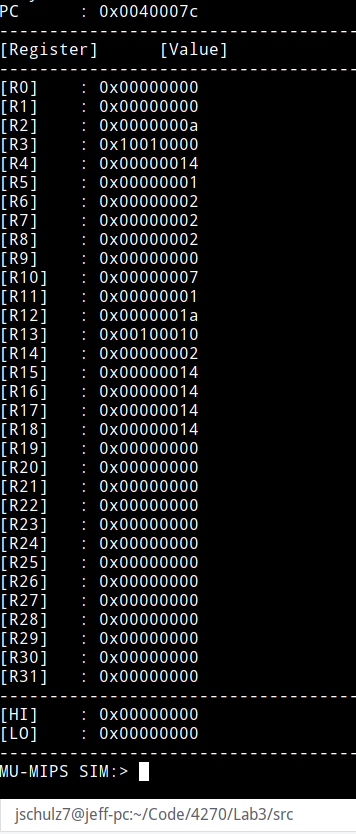 PC : 0x0040007c
-------------------------------------
[Register] [Value]
-------------------------------------
[R0] : 0x00000000
[R1] : 0x00000000
[R2] : 0x0000000a
[R3] : 0x10010000
[R4] : 0x00000014
[R5] : 0x00000001
[R6] : 0x00000002
[R7] : 0x00000002
[R8] : 0x00000002
[R9] : 0x00000000
[R10] : 0x00000007
[R11] : 0x00000001
[R12] : 0x0000001a
[R13] : 0x00100010
[R14] : 0x00000002
[R15] : 0x00000014
[R16] : 0x00000014
[R17] : 0x00000014
[R18] : 0x00000014
[R19] : 0x00000000
[R20] : 0x00000000
[R21] : 0x00000000
[R22] : 0x00000000
[R23] : 0x00000000
[R24] : 0x00000000
[R25] : 0x00000000
[R26] : 0x00000000
[R27] : 0x00000000
[R28] : 0x00000000
[R29] : 0x00000000
[R30] : 0x00000000
[R31] : 0x00000000
-------------------------------------
[HI] : 0x00000000
[LO] : 0x00000000
-------------------------------------
MU-MIPS SIM:>
jschulz7@jeff-pc:~/Code/4270/Lab3/src